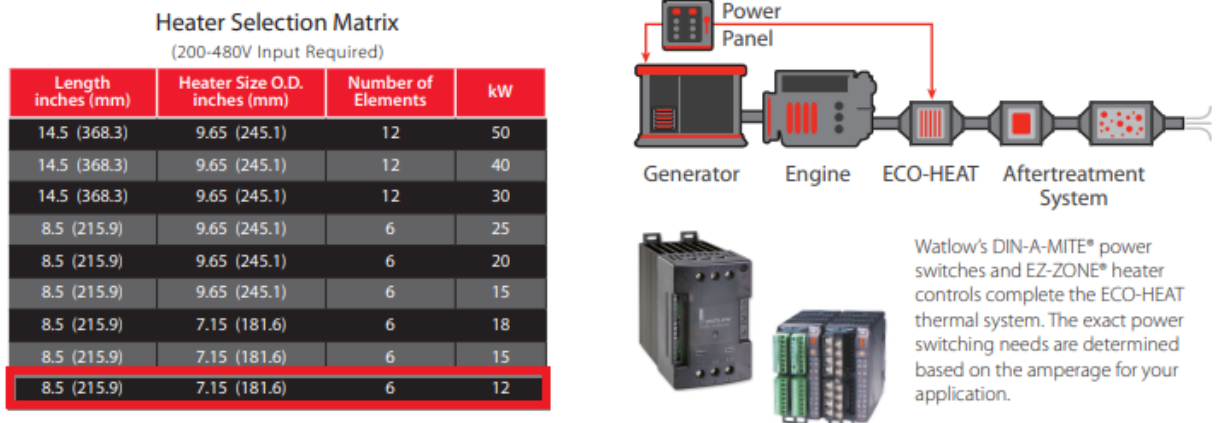 Heater Selection Matrix
(200-480V Input Required)
Length inches (mm) Heater Size O.D. inches (mm) Number of Elements kW
14.5 (368.3) 9.65 (245.1) 12 50
14.5 (368.3) 9.65 (245.1) 12 40
14.5 (368.3) 9.65 (245.1) 12 30
8.5 (215.9) 9.65 (245.1) 6 25
8.5 (215.9) 9.65 (245.1) 6 20
8.5 (215.9) 9.65 (245.1) 6 15
8.5 (215.9) 7.15 (181.6) 6 18
8.5 (215.9) 7.15 (181.6) 6 15
8.5 (215.9) 7.15 (181.6) 6 12
Power
Panel
Generator Engine ECO-HEAT Aftertreatment
System
Watlow's DIN-A-MITE® power
switches and EZ-ZONE® heater
controls complete the ECO-HEAT
thermal system. The exact power
switching needs are determined
based on the amperage for your
application.